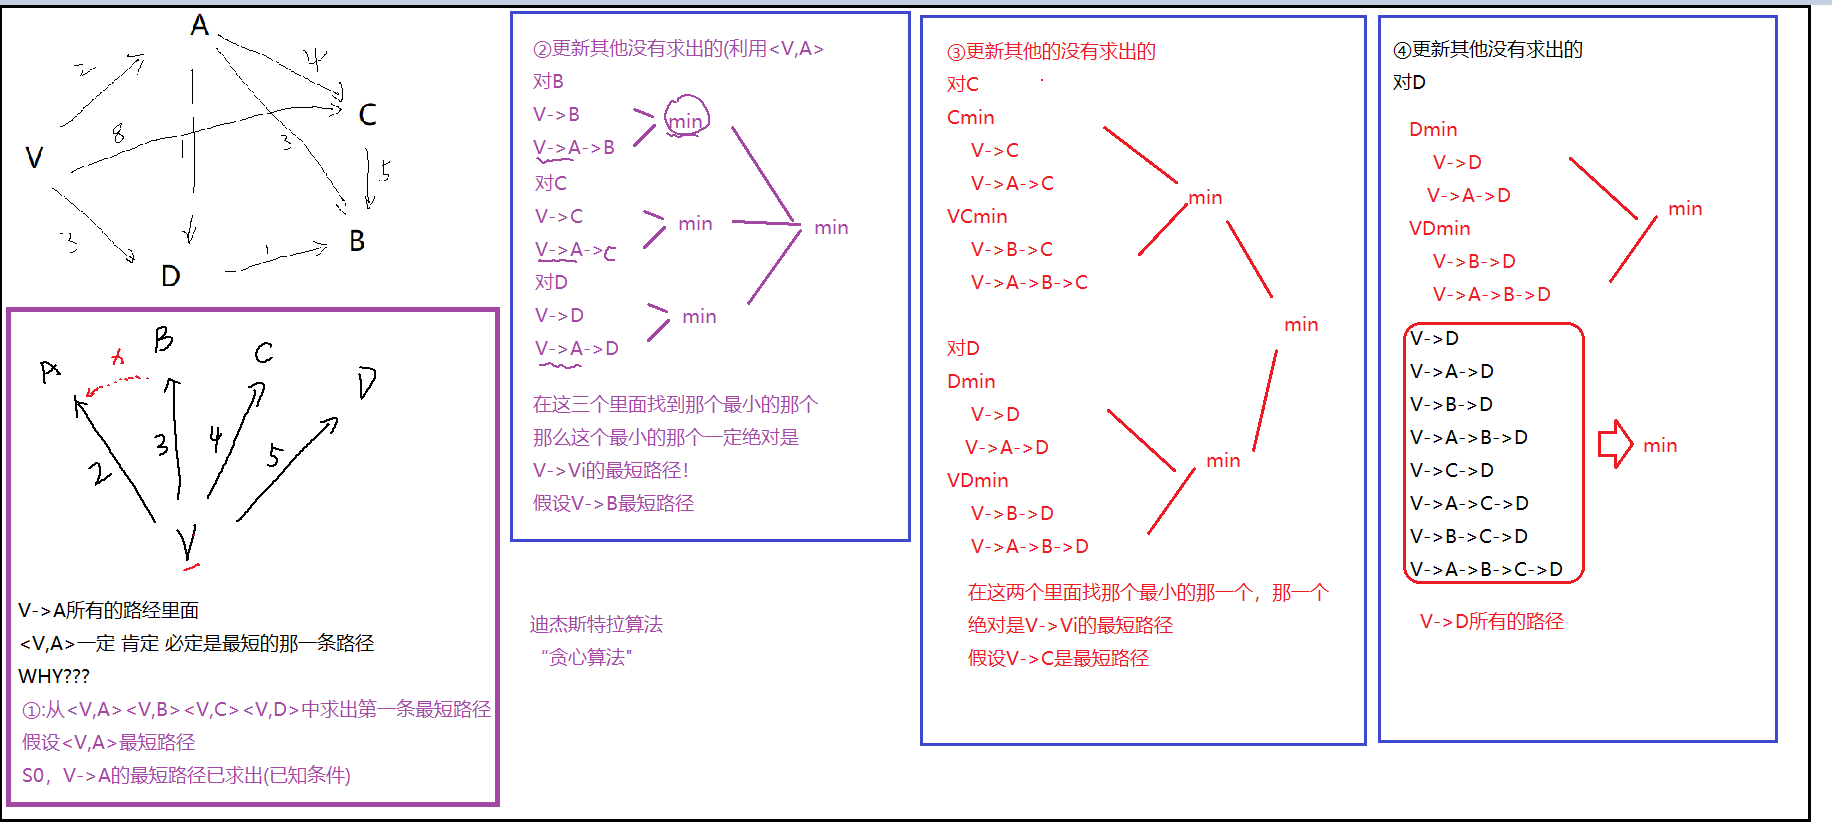 A
2
4
C
8
1
3
V
5
3
B
1
D
A
B
C
D
x
2
3
4
5
V
V->A所有的路经里面
<V,A>一定 肯定 必定是最短的那一条路径
WHY???
①:从<V,A><V,B><V,C><V,D>中求出第一条最短路径
假设<V,A>最短路径
S0，V->A的最短路径已求出(已知条件)
②更新其他没有求出的(利用<V,A>
对B
V->B
min
V->A->B
对C
V->C
min
V->A->C
min
对D
V->D
min
V->A->D
在这三个里面找到那个最小的那个
那么这个最小的那个一定绝对是
V->Vi的最短路径！
假设V->B最短路径
迪杰斯特拉算法
“贪心算法"
③更新其他的没有求出的
对C
Cmin
V->C
V->A->C
min
VCmin
V->B->C
V->A->B->C
min
对D
Dmin
V->D
V->A->D
min
VDmin
V->B->D
V->A->B->D
在这两个里面找那个最小的那一个，那一个
绝对是V->Vi的最短路径
假设V->C是最短路径
④更新其他没有求出的
对D
Dmin
V->D
V->A->D
min
VDmin
V->B->D
V->A->B->D
V->D
V->A->D
V->B->D
V->A->B->D
min
V->C->D
V->A->C->D
V->B->C->D
V->A->B->C->D
V->D所有的路径